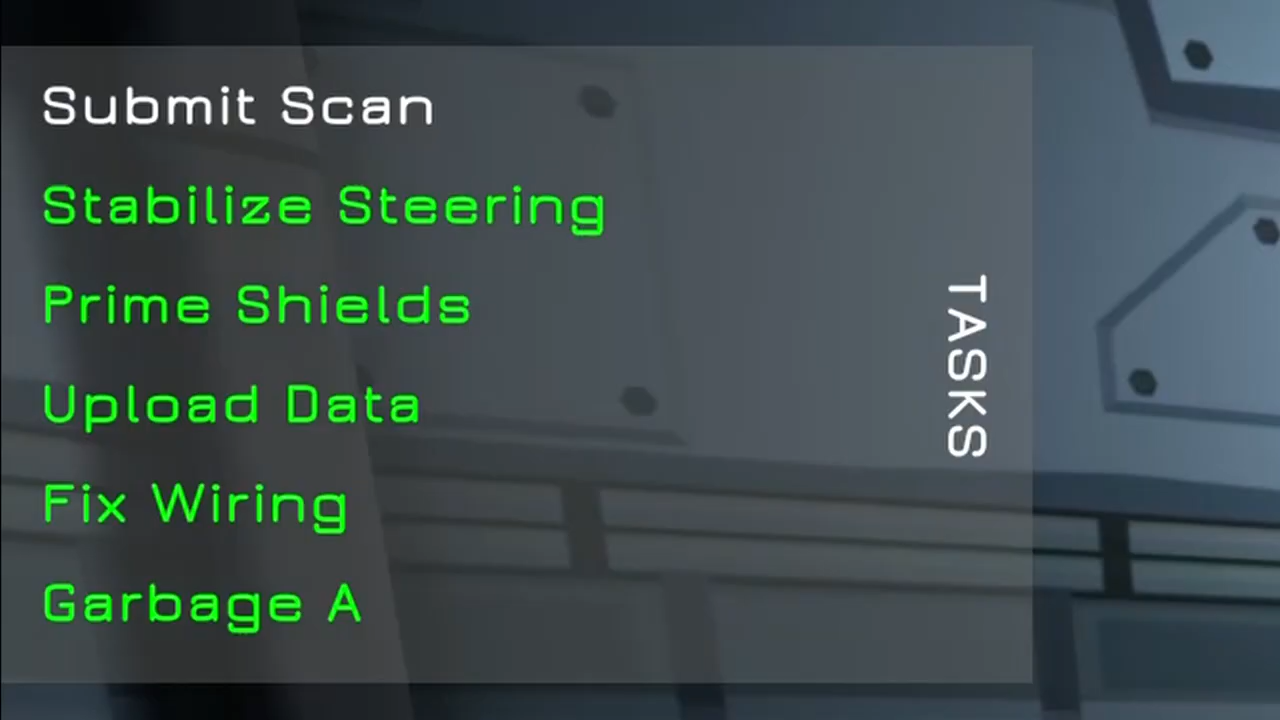 Submit Scan
Stabilize Steering
Prime Shields
Upload Data
Fix Wiring
Garbage A
TASKS